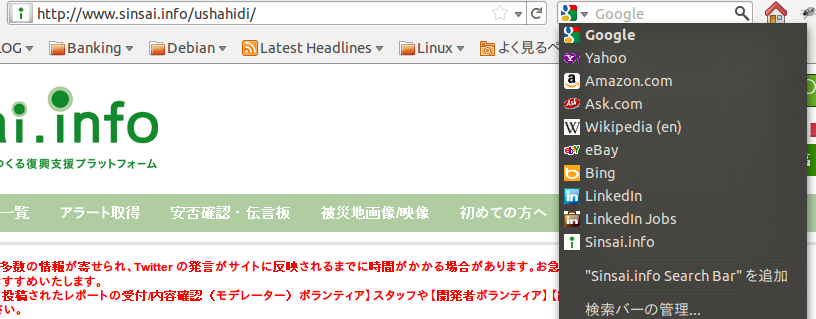 http://www.sinsai.info/ushahidi/
Google
LOG Banking Debian Latest Headlines Linux よく見るペ
Google
Yahoo
Amazon.com
Ask.com
Wikipedia (en)
eBay
Bing
LinkedIn
LinkedIn Jobs
Sinsai.info
"Sinsai.info Search Bar" を追加
検索バーの管理...
ai.info
つくる復興支援プラットフォーム
一覧 アラート取得 安否確認・伝言板 被災地画像/映像 初めての方へ
多数の情報が寄せられ、Twitter の発言がサイトに反映されるまでに時間がかかる場合があります。お急
すすめいたします。
投稿されたレポートの受付/内容確認（モデレーター）ボランティア】スタッフや【開発者ボランティア】【
さい。